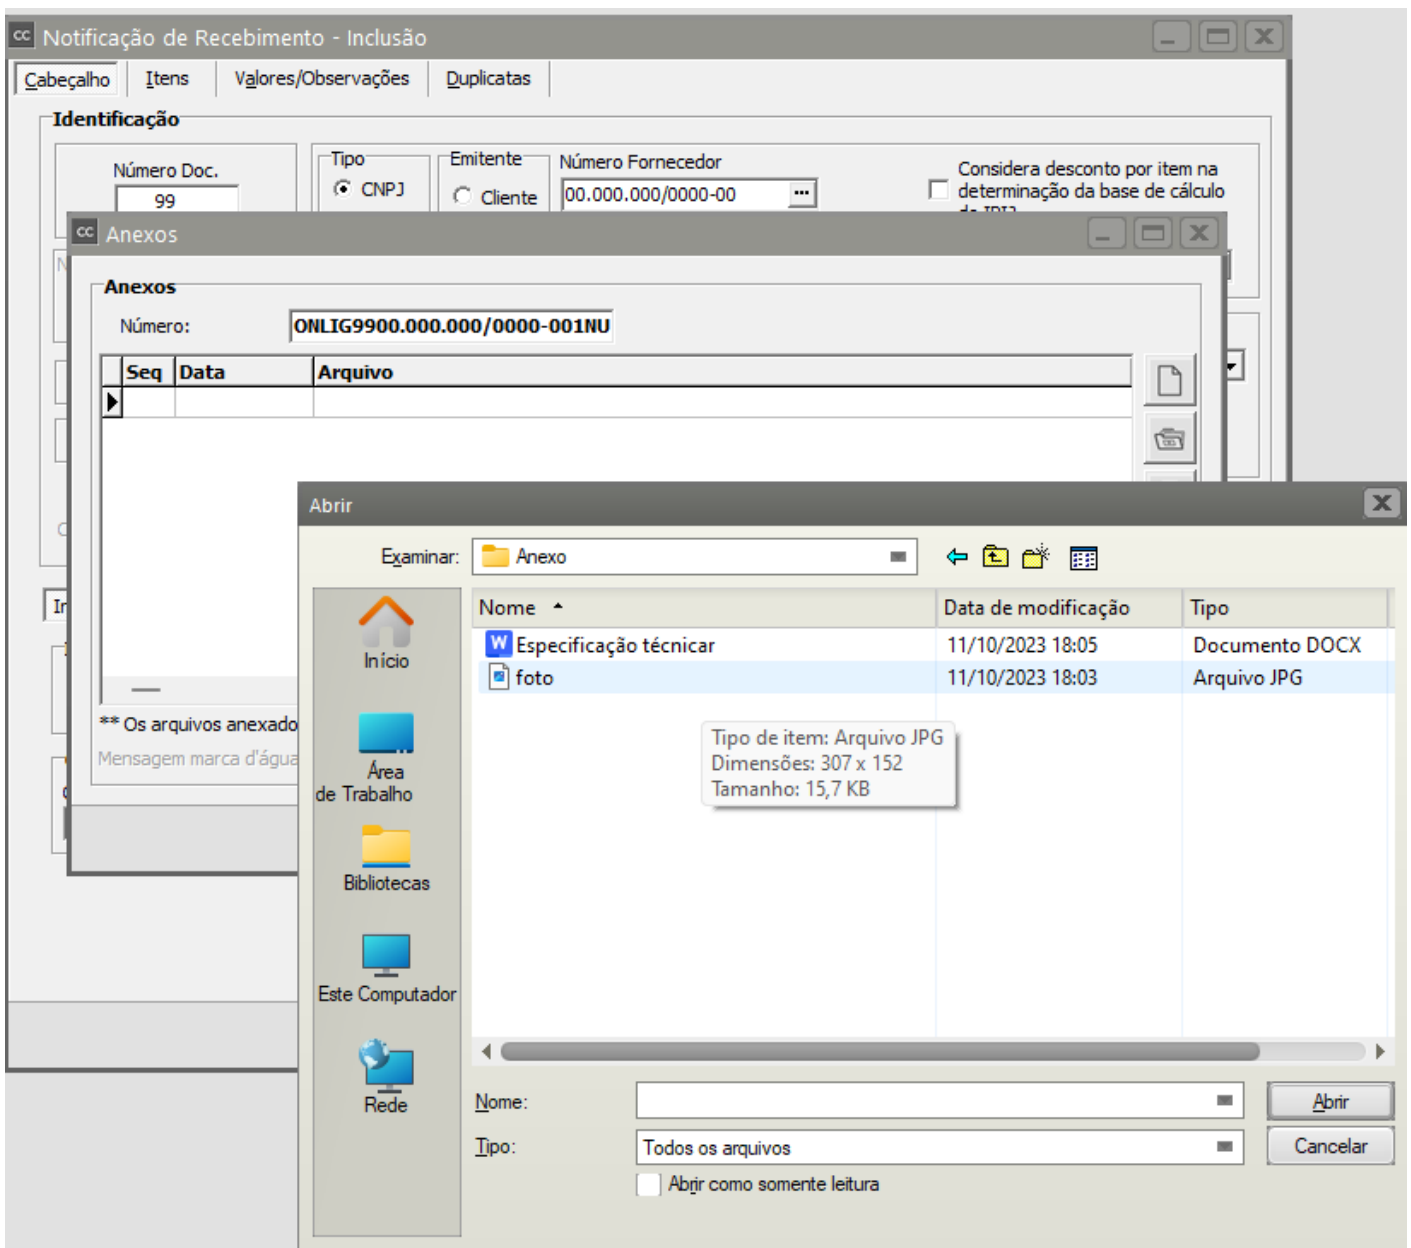 cc Notificação de Recebimento - Inclusão
Cabeçalho Itens Valores/Observações Duplicatas
Identificação
Número Doc.
99
Tipo
CNPJ
Emitente
Cliente
Número Fornecedor
00.000.000/0000-00 ...
Considera desconto por item na
determinação da base de cálculo
do IPI?
cc Anexos
Anexos
Número: ONLIG9900.000.000/0000-001NU
Seq Data Arquivo
** Os arquivos anexado
Mensagem marca d'água
Abrir
Examinar: Anexo
Nome Data de modificação Tipo
Especificação técnicar 11/10/2023 18:05 Documento DOCX
foto 11/10/2023 18:03 Arquivo JPG
Tipo de item: Arquivo JPG
Dimensões: 307 x 152
Tamanho: 15,7 KB
Início
Área
de Trabalho
Bibliotecas
Este Computador
Rede
Nome: Abrir
Tipo: Todos os arquivos Cancelar
Abrir como somente leitura